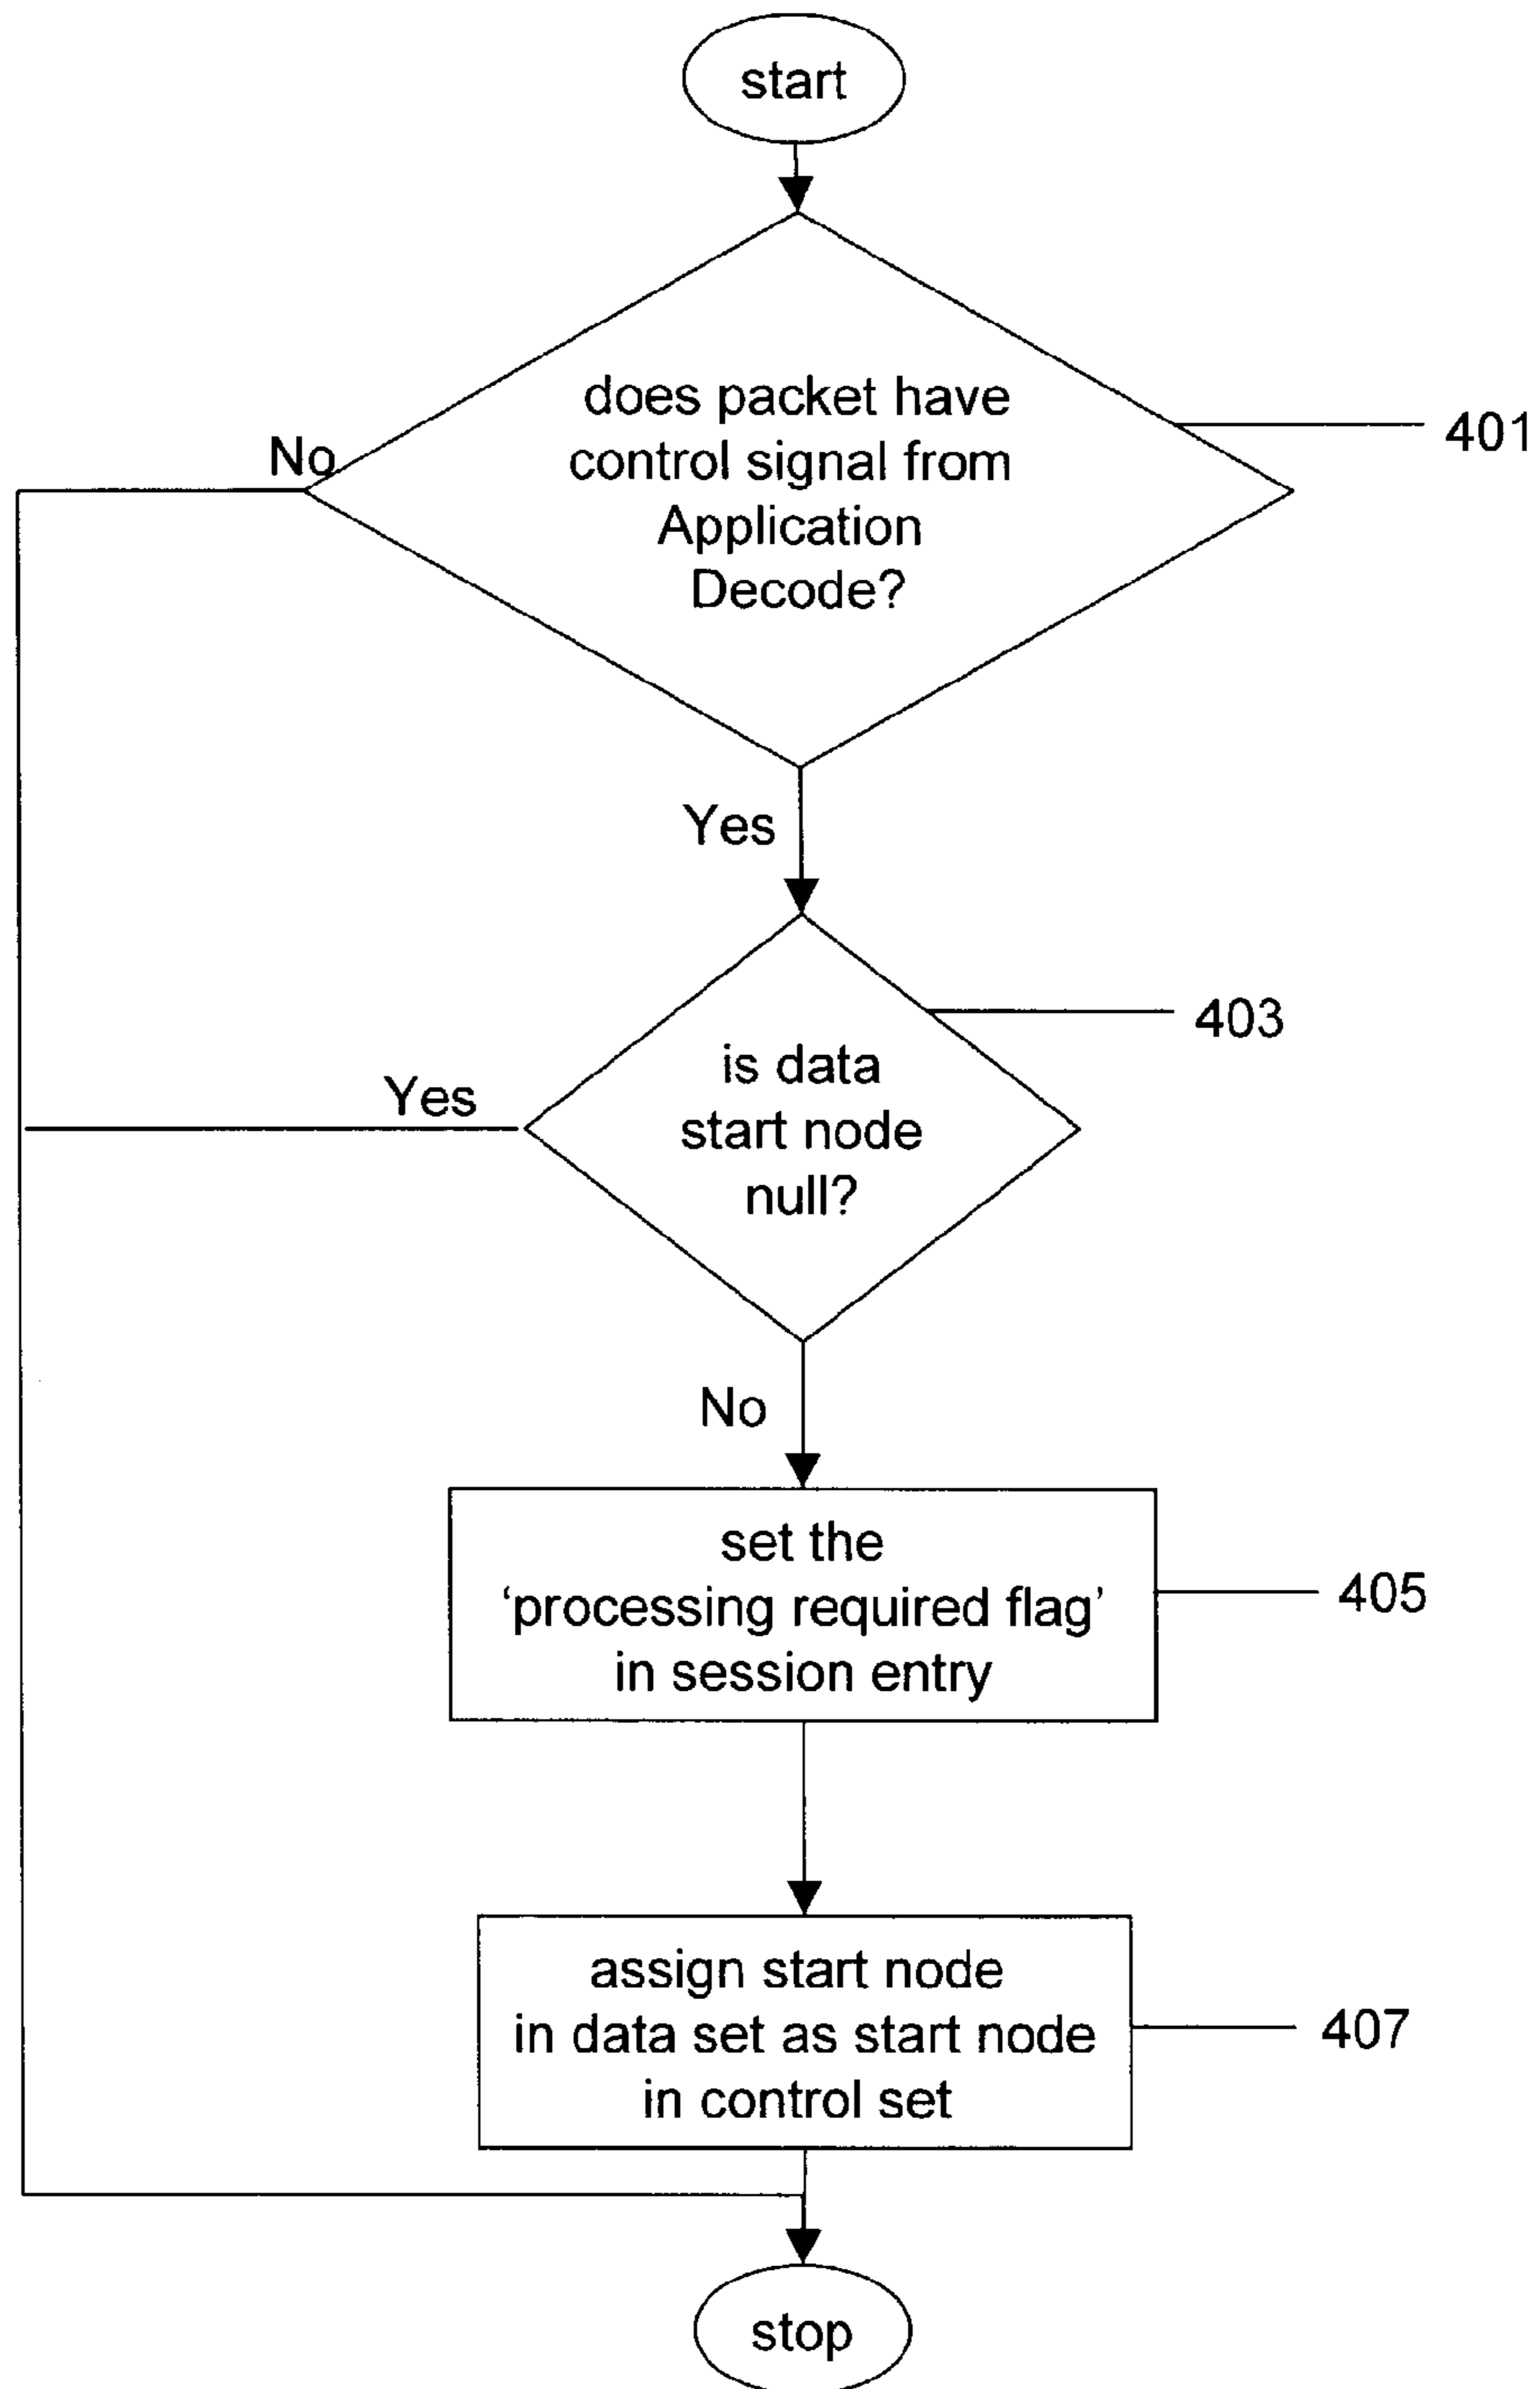 start
does packet have
control signal from
Application
Decode?
401
No
Yes
403
is data
start node
null?
Yes
No
set the
‘processing required flag’
in session entry
405
assign start node
in data set as start node
in control set
407
stop